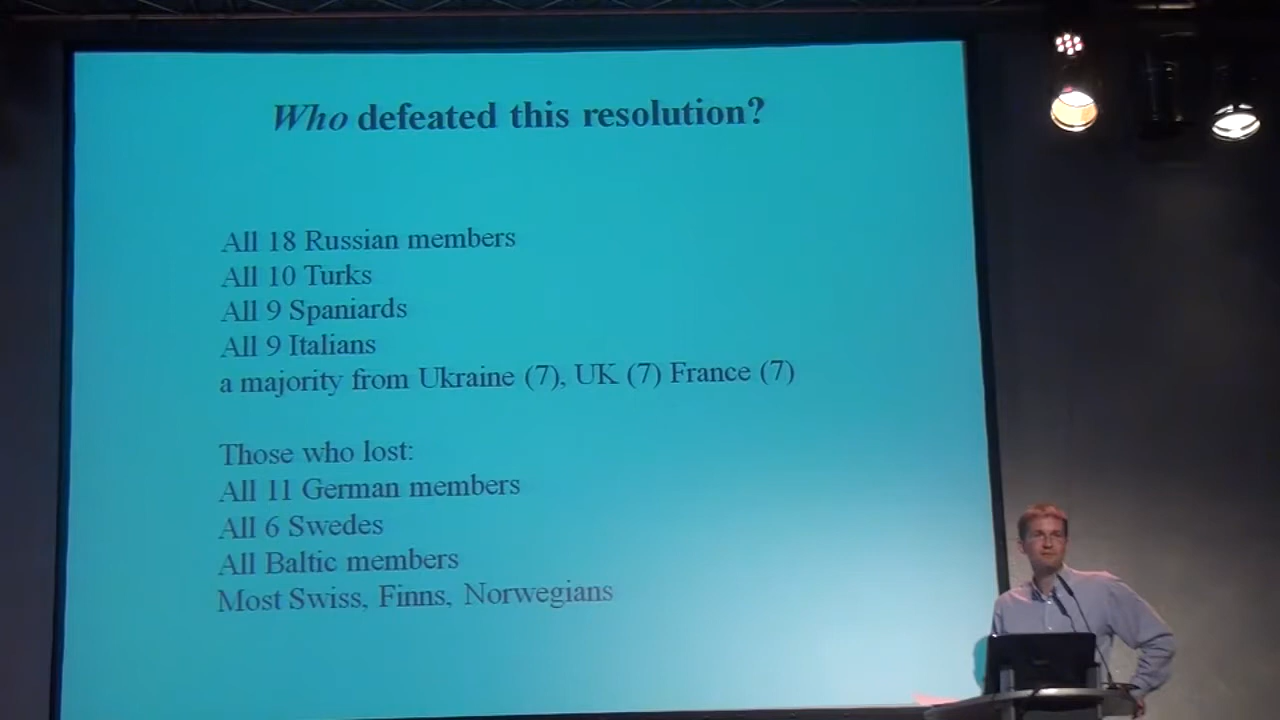 Who defeated this resolution?
All 18 Russian members
All 10 Turks
All 9 Spaniards
All 9 Italians
a majority from Ukraine (7), UK (7) France (7)
Those who lost:
All 11 German members
All 6 Swedes
All Baltic members
Most Swiss, Finns, Norwegians